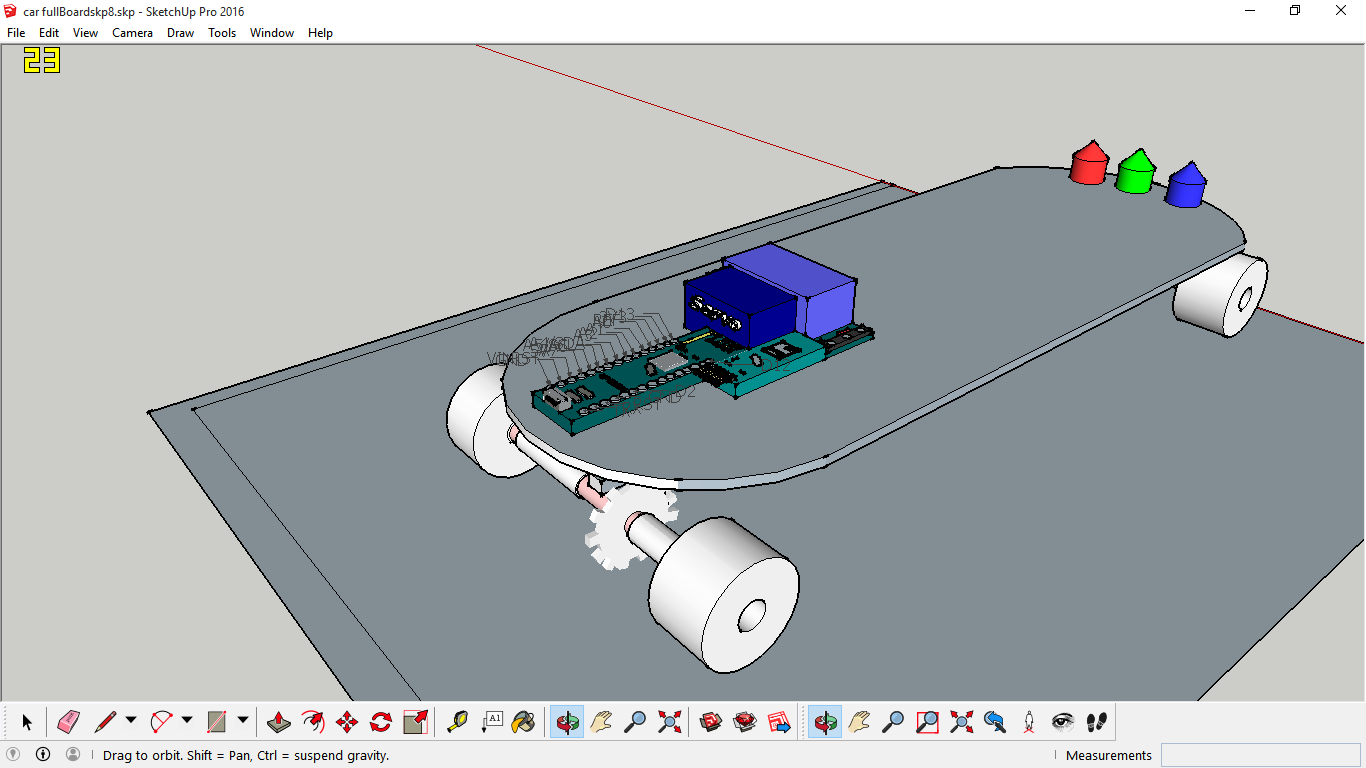 car fullBoardskp8.skp - SketchUp Pro 2016
File Edit View Camera Draw Tools Window Help
23
Servo
D13
A1
Drag to orbit. Shift = Pan, Ctrl = suspend gravity.
Measurements